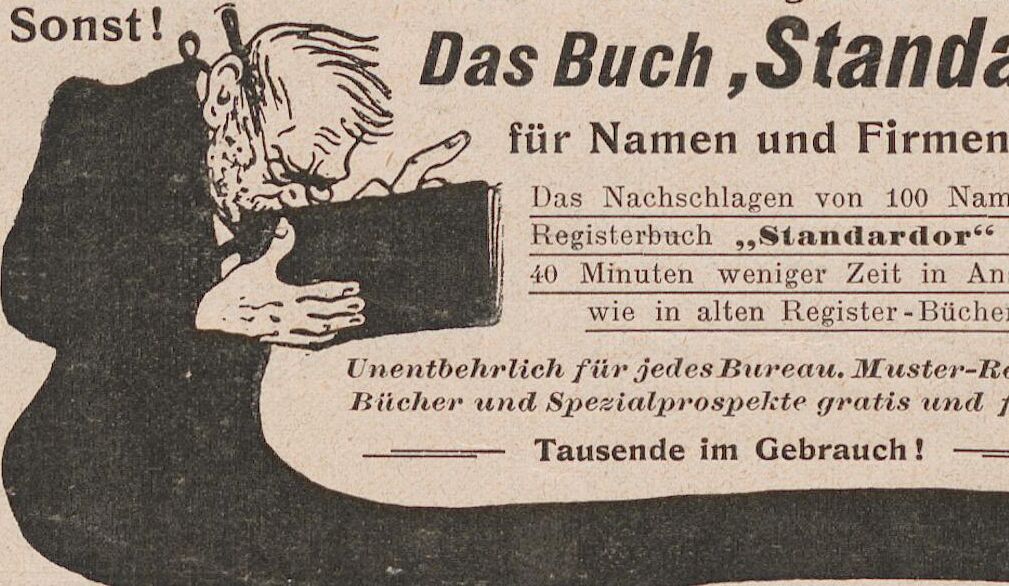 Sonst!
Das Buch „Standa
für Namen und Firmen
Das Nachschlagen von 100 Nam
Registerbuch „Standardor“
40 Minuten weniger Zeit in An
wie in alten Register-Bücher
Unentbehrlich für jedes Bureau. Muster-Re
Bücher und Spezialprospekte gratis und f
Tausende im Gebrauch!